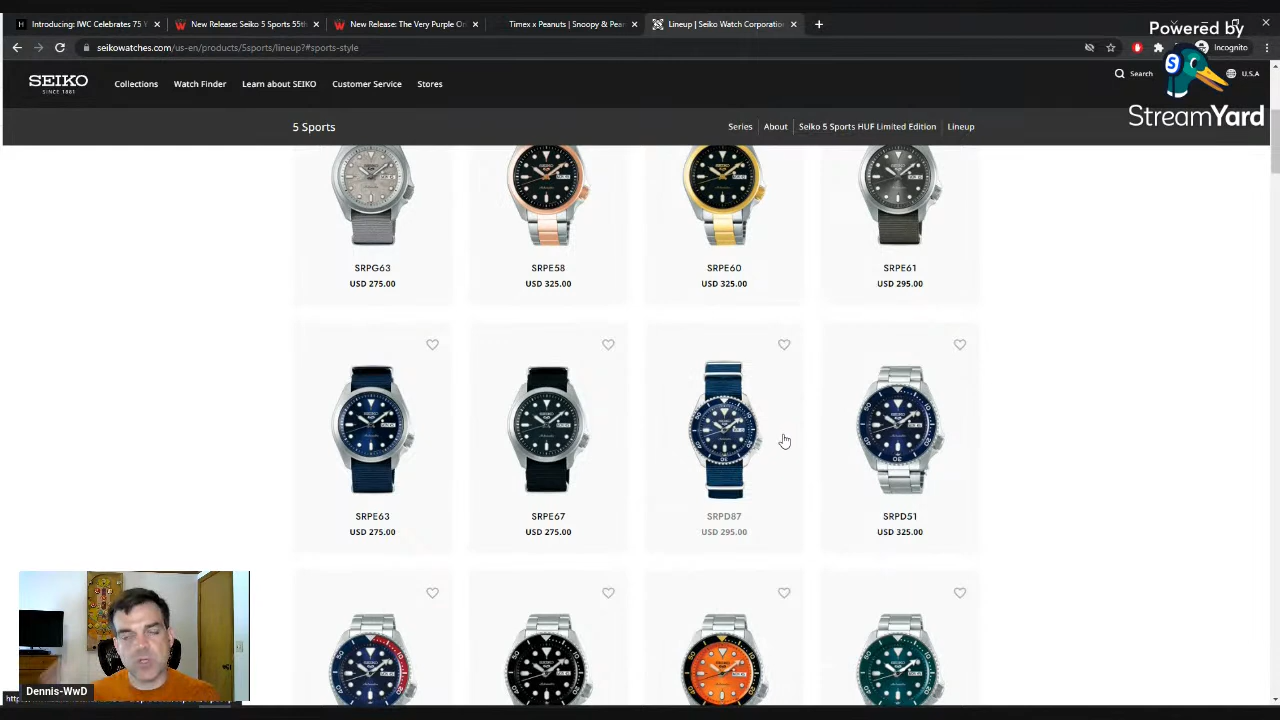 Introducing: IWC Celebrates 75 Y
New Release: Seiko 5 Sports 55th
New Release: The Very Purple Or
Timex x Peanuts | Snoopy & Pea
Lineup | Seiko Watch Corporatio
seikowatches.com/us-en/products/5sports/lineup?#sports-style
Incognito
Powered by
StreamYard
SEIKO
SINCE 1881
Collections
Watch Finder
Learn about SEIKO
Customer Service
Stores
Search
U.S.A
5 Sports
Series
About
Seiko 5 Sports HUF Limited Edition
Lineup
SRPG63
USD 275.00
SRPE58
USD 325.00
SRPE60
USD 325.00
SRPE61
USD 295.00
SRPE63
USD 275.00
SRPE67
USD 275.00
SRPD87
USD 295.00
SRPD51
USD 325.00
Dennis-WwD